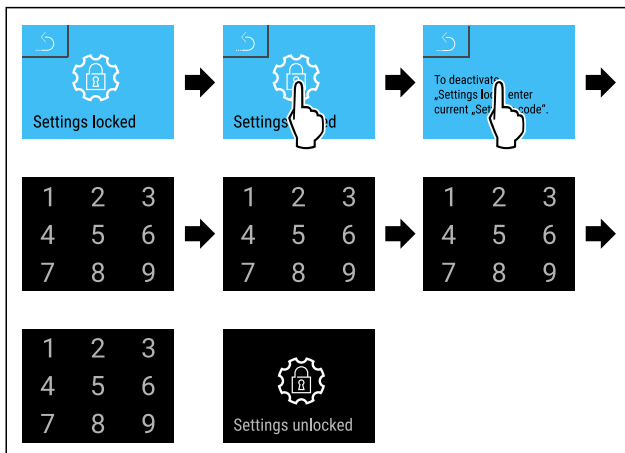 Settings locked
Settings ed
To deactivate
„Settings loc enter
current „Set code“.
1 2 3
4 5 6
7 8 9
1 2 3
4 5 6
7 8 9
1 2 3
4 5 6
7 8 9
1 2 3
4 5 6
7 8 9
Settings unlocked